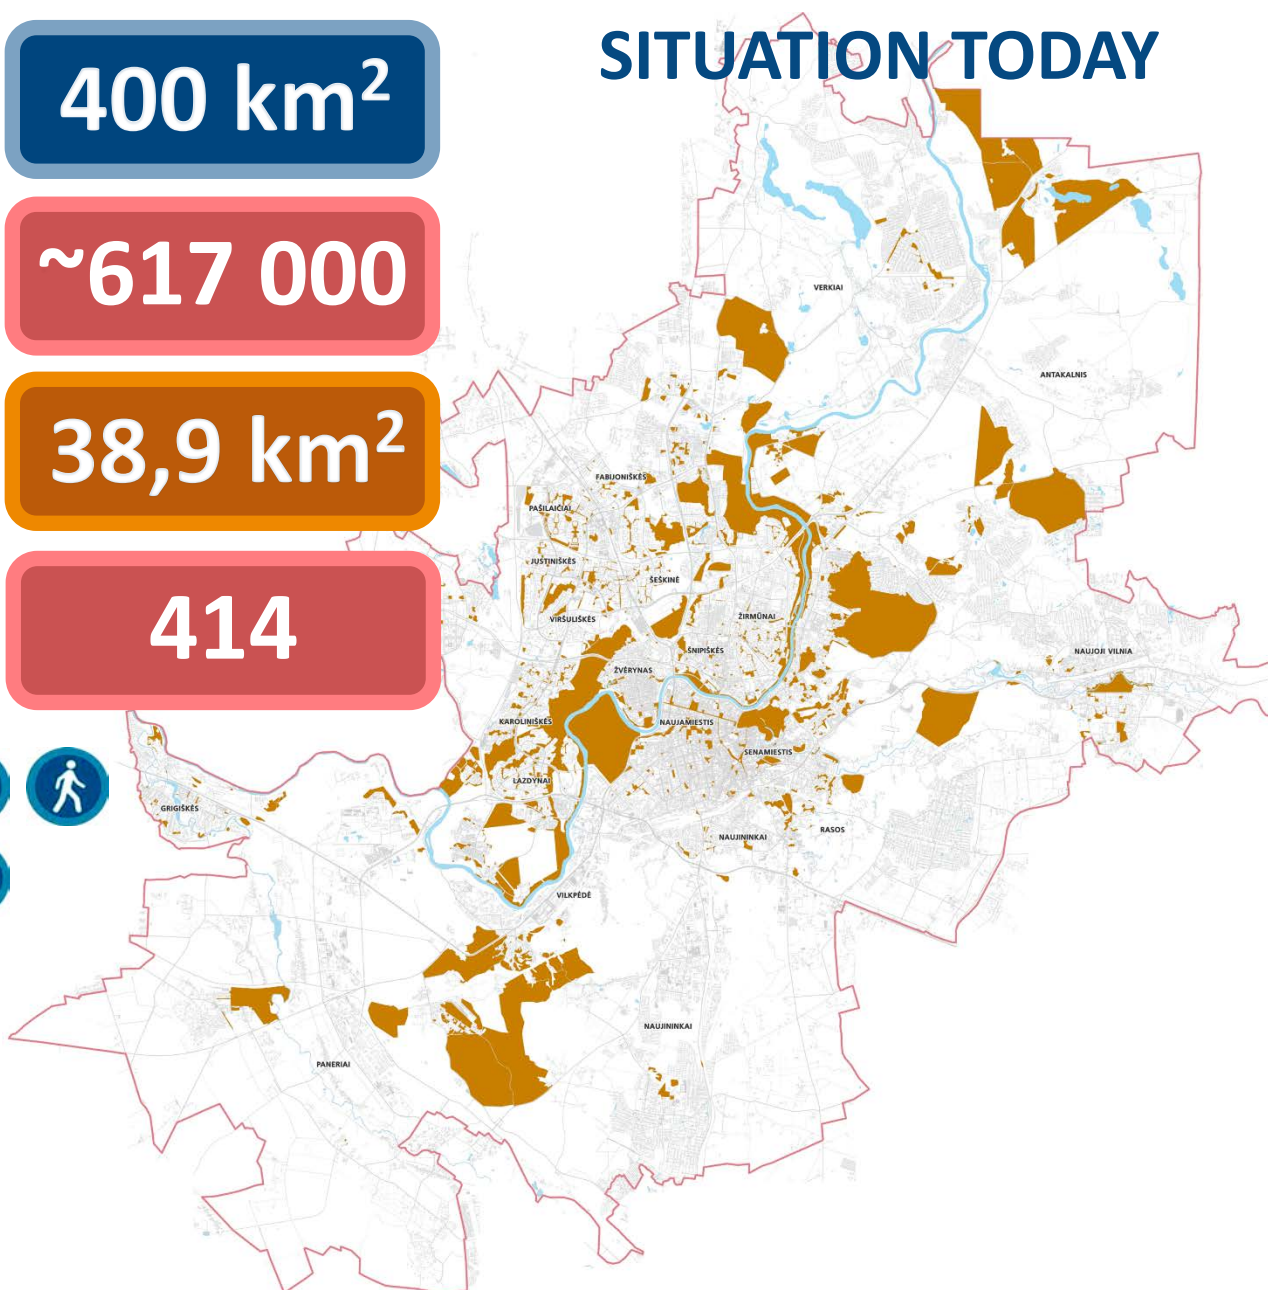 SITUATION TODAY
400 km²
~617 000
38,9 km²
414
VERKIAI
ANTAKALNIS
FABIJONIŠKĖS
PAŠILAIČIAI
JUSTINIŠKĖS
ŠEŠKINĖ
VIRŠULIŠKĖS
ŽIRMŪNAI
ŠNIPIŠKĖS
ŽVĖRYNAS
NAUJOJI VILNIA
KAROLINIŠKĖS
NAUJAMIESTIS
SENAMIESTIS
LAZDYNAI
GRIGIŠKĖS
NAUJININKAI
RASOS
VILKPĖDĖ
NAUJININKAI
PANERIAI